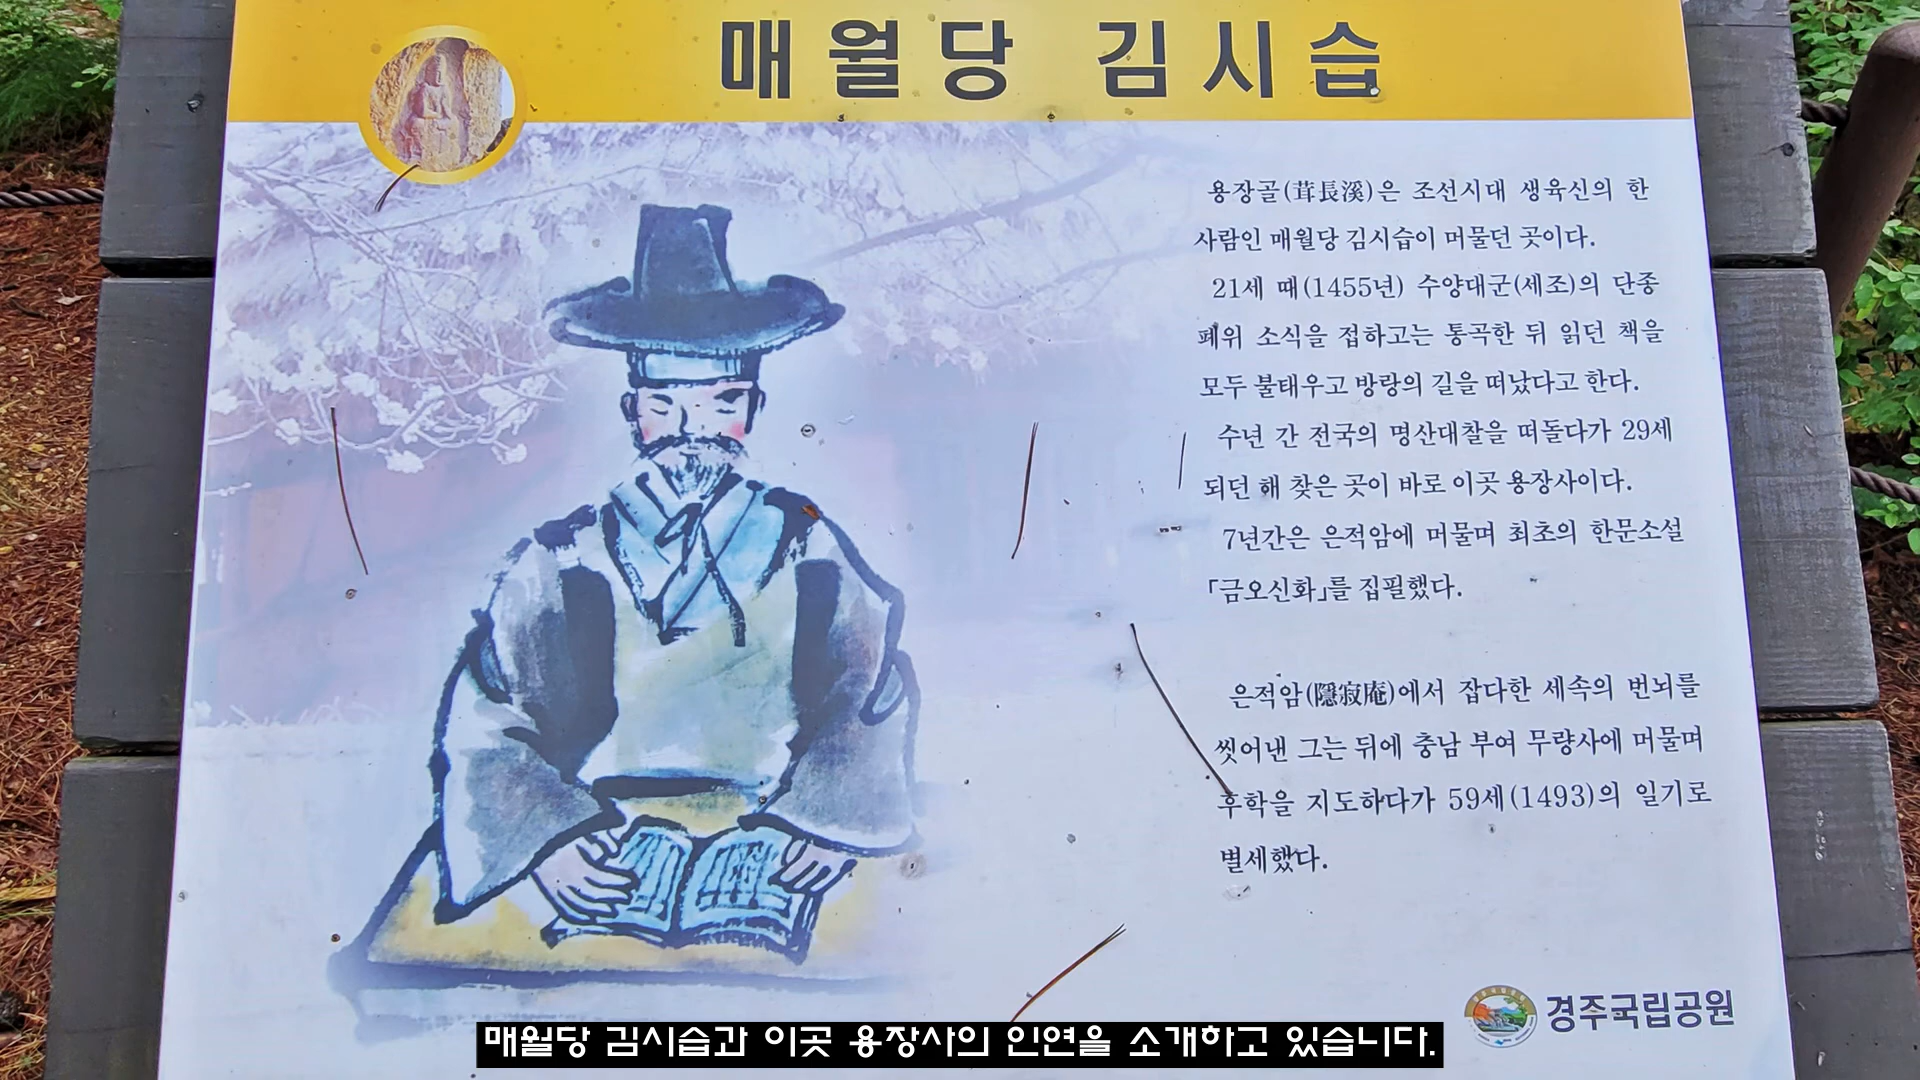 매월당 김시습
용장골(茸長溪)은 조선시대 생육신의 한
사람인 매월당 김시습이 머물던 곳이다.
21세 때(1455년) 수양대군(세조)의 단종
폐위 소식을 접하고는 통곡한 뒤 읽던 책을
모두 불태우고 방랑의 길을 떠났다고 한다.
수년 간 전국의 명산대찰을 떠돌다가 29세
되던 해 찾은 곳이 바로 이곳 용장사이다.
7년간은 은적암에 머물며 최초의 한문소설
「금오신화」를 집필했다.
은적암(隱寂庵)에서 잡다한 세속의 번뇌를
씻어낸 그는 뒤에 충남 부여 무량사에 머물며
후학을 지도하다가 59세(1493)의 일기로
별세했다.
경주국립공원
매월당 김시습과 이곳 용장사의 인연을 소개하고 있습니다.